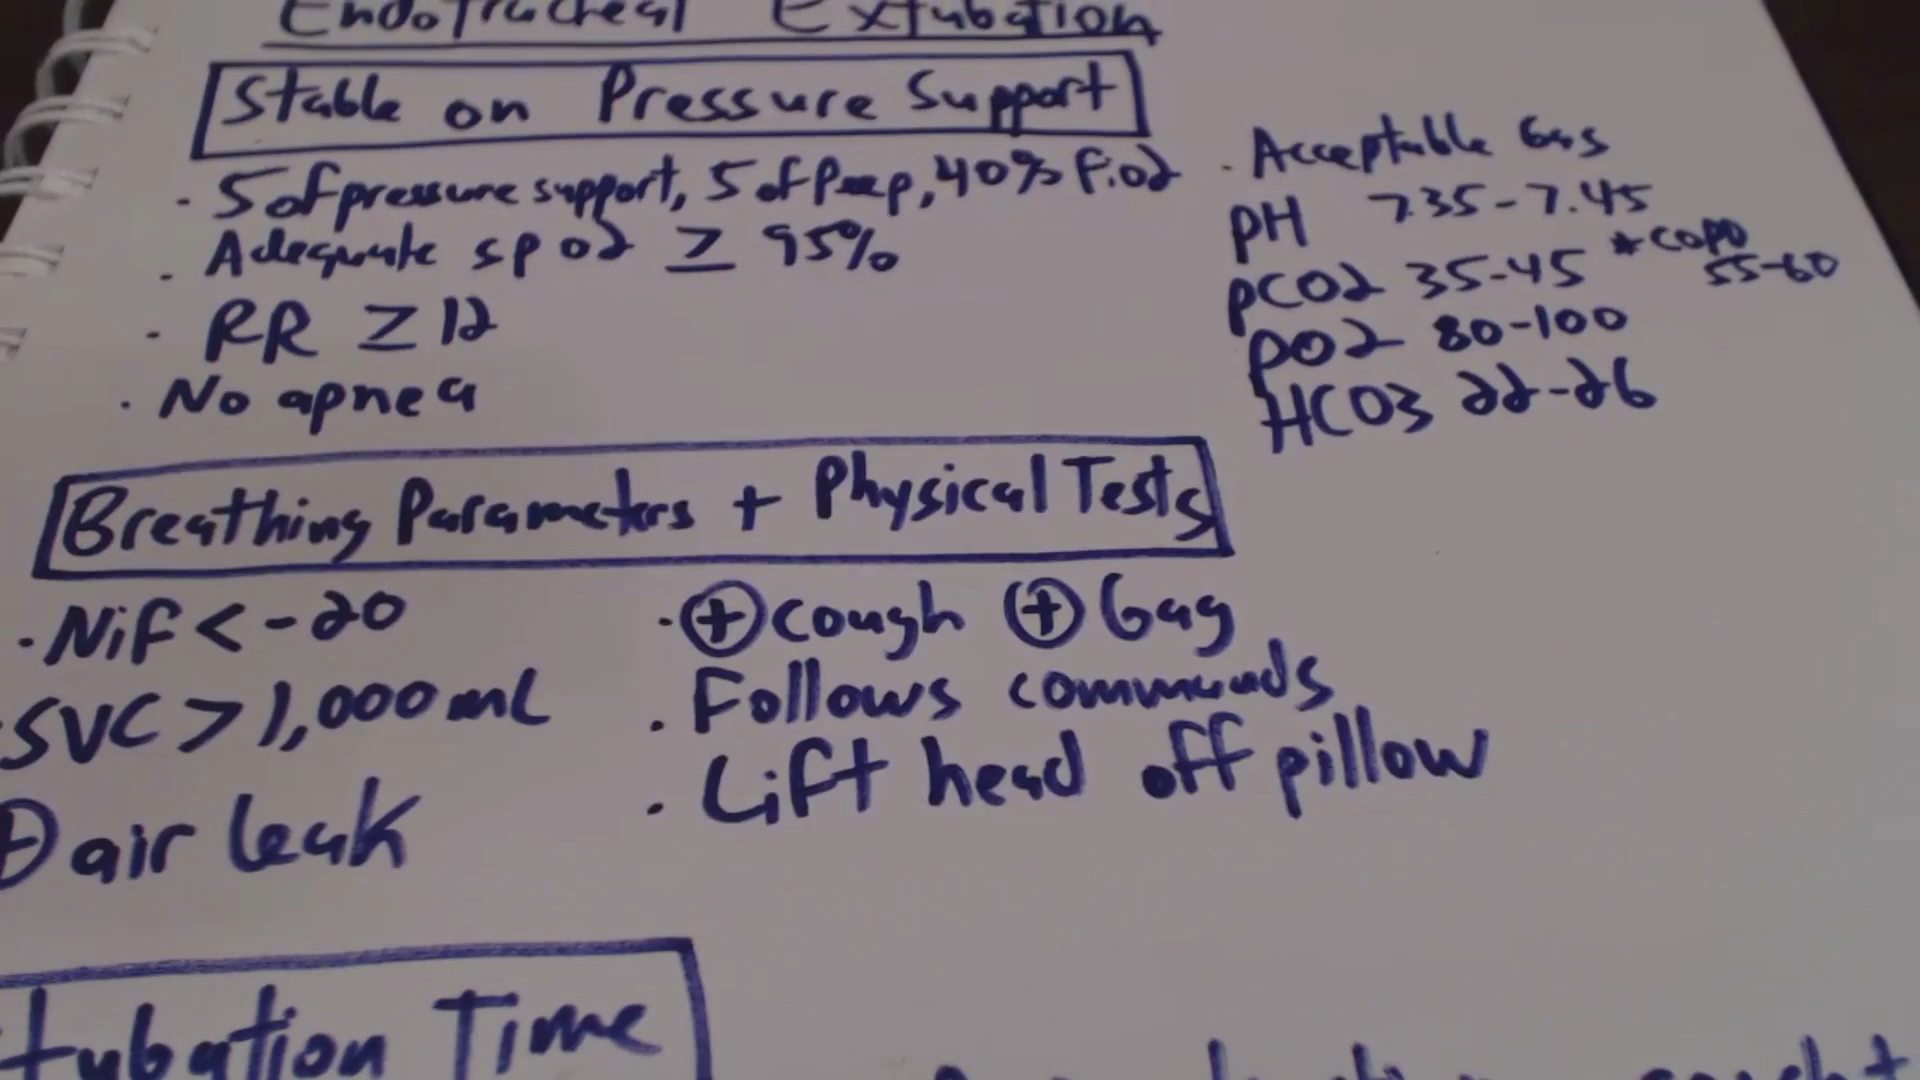 Endotracheal Extubation
Stable on Pressure Support
· 5 of pressure support, 5 of Peep, 40% fio2
· Adequate spo2 ≥ 95%
· RR ≥ 12
· No apnea
· Acceptable Gas
pH 7.35-7.45
pCO2 35-45 *COPD 55-60
pO2 80-100
HCO3 22-26
Breathing Parameters + Physical Tests
· Nif < -20
· SVC > 1,000 mL
⊕ air leak
· ⊕ cough ⊕ Gag
· Follows commands
· Lift head off pillow
tubation Time